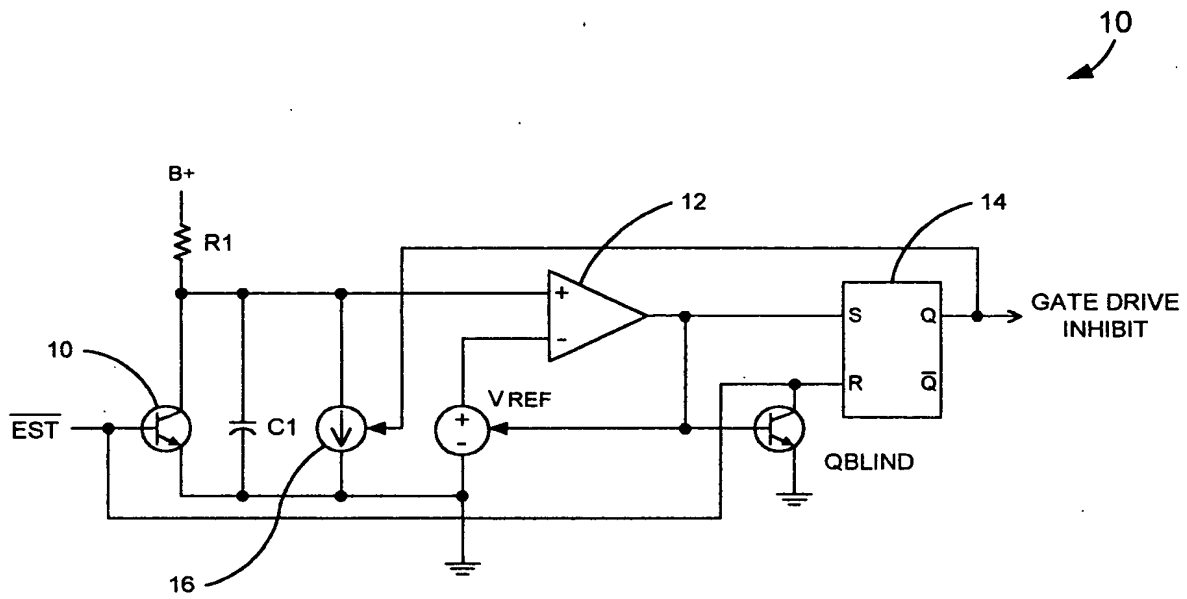 10
B+
R1
12
14
+
-
S
Q
GATE DRIVE
INHIBIT
10
EST
C1
VREF
+
-
R
Q
QBLIND
16